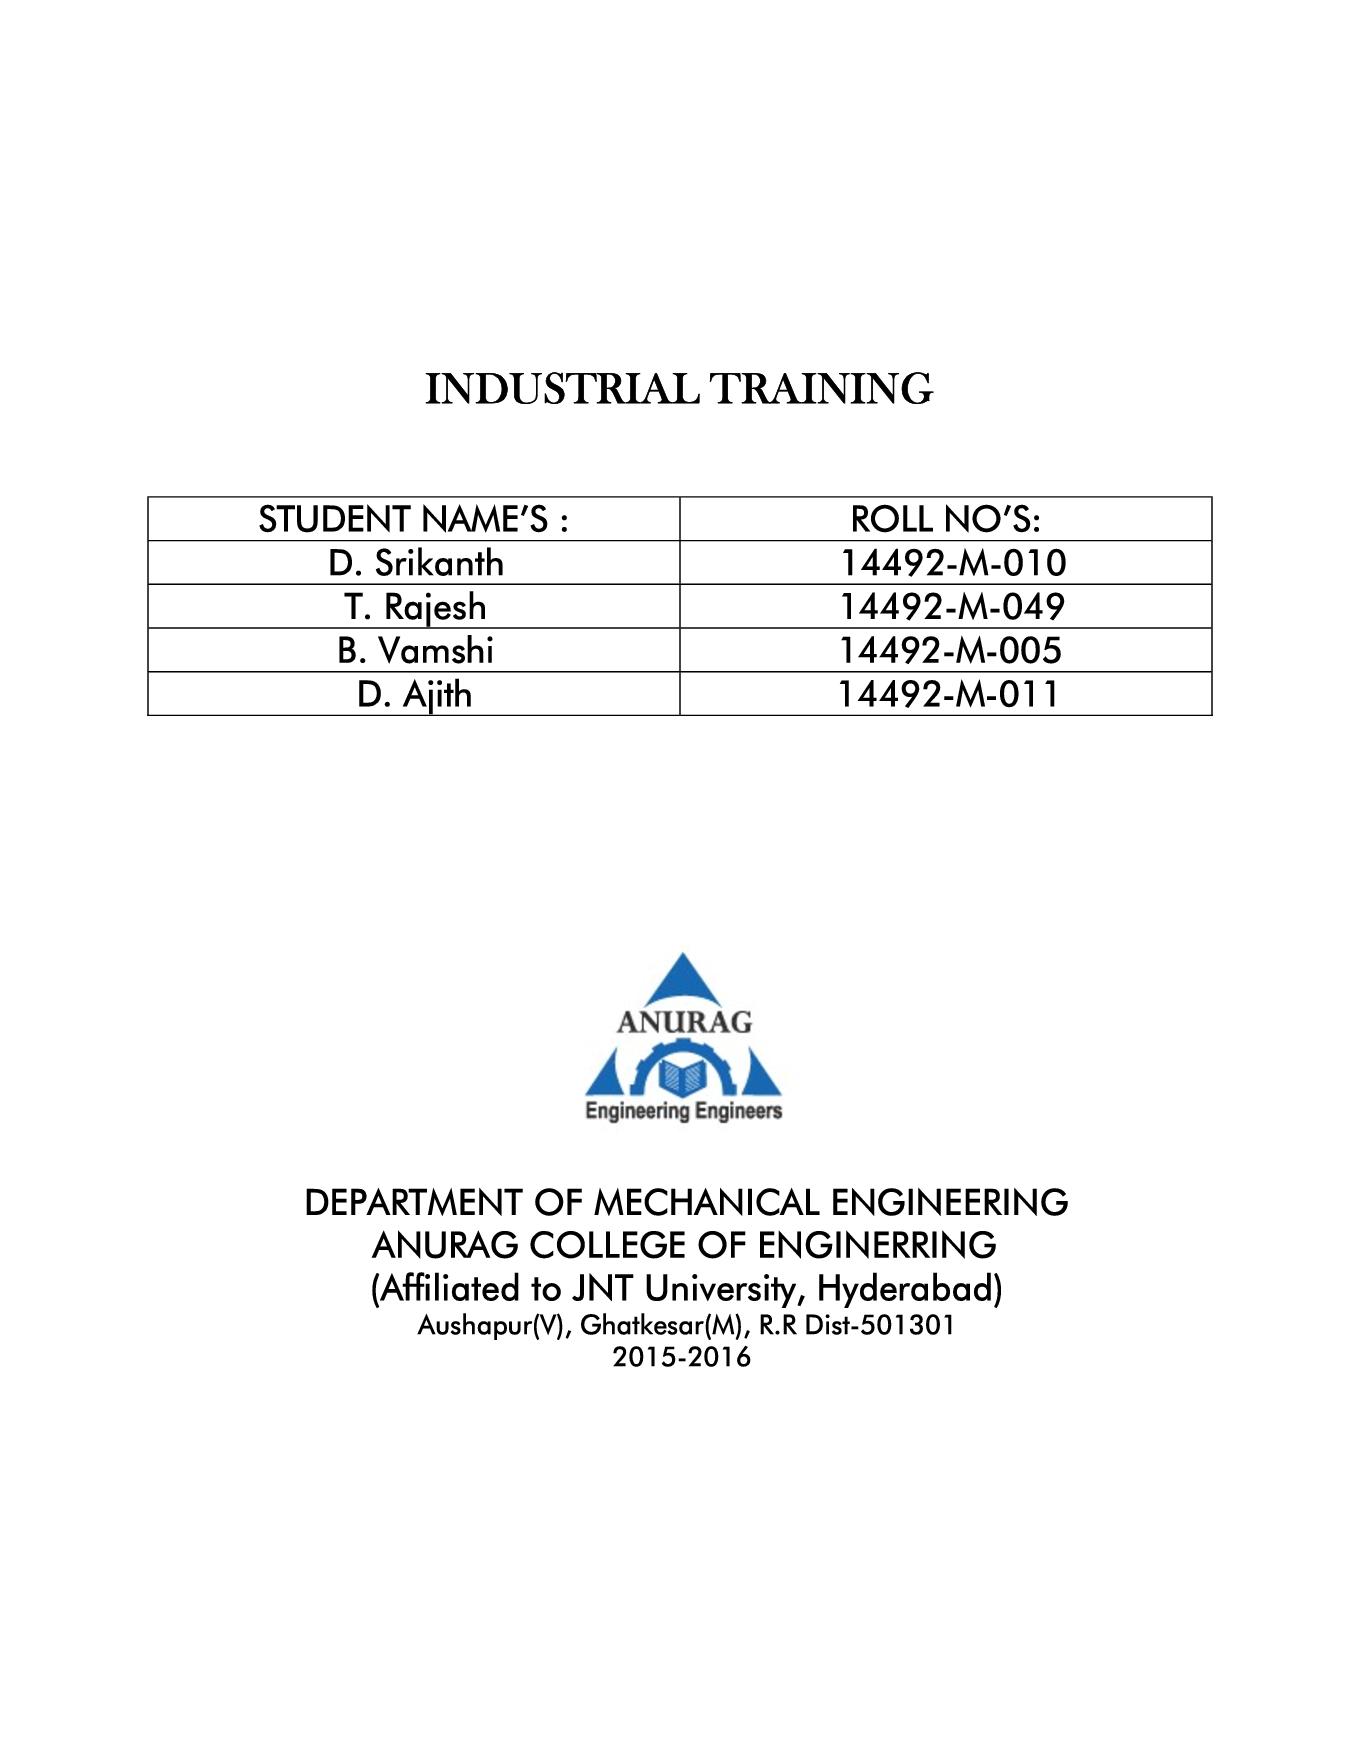 INDUSTRIAL TRAINING
STUDENT NAME’S : ROLL NO’S:
D. Srikanth 14492-M-010
T. Rajesh 14492-M-049
B. Vamshi 14492-M-005
D. Ajith 14492-M-011
ANURAG
Engineering Engineers
DEPARTMENT OF MECHANICAL ENGINEERING
ANURAG COLLEGE OF ENGINERRING
(Affiliated to JNT University, Hyderabad)
Aushapur(V), Ghatkesar(M), R.R Dist-501301
2015-2016